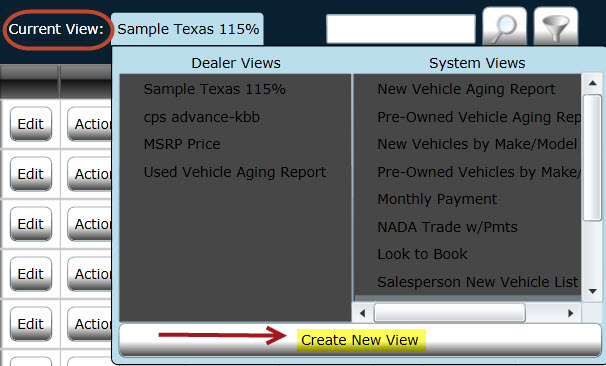 Current View: Sample Texas 115%
Dealer Views
System Views
Sample Texas 115%
cps advance-kbb
MSRP Price
Used Vehicle Aging Report
New Vehicle Aging Report
Pre-Owned Vehicle Aging Rep
New Vehicles by Make/Model
Pre-Owned Vehicles by Make/
Monthly Payment
NADA Trade w/Pmts
Look to Book
Salesperson New Vehicle List
Edit Action
Edit Action
Edit Action
Edit Action
Edit Action
Create New View